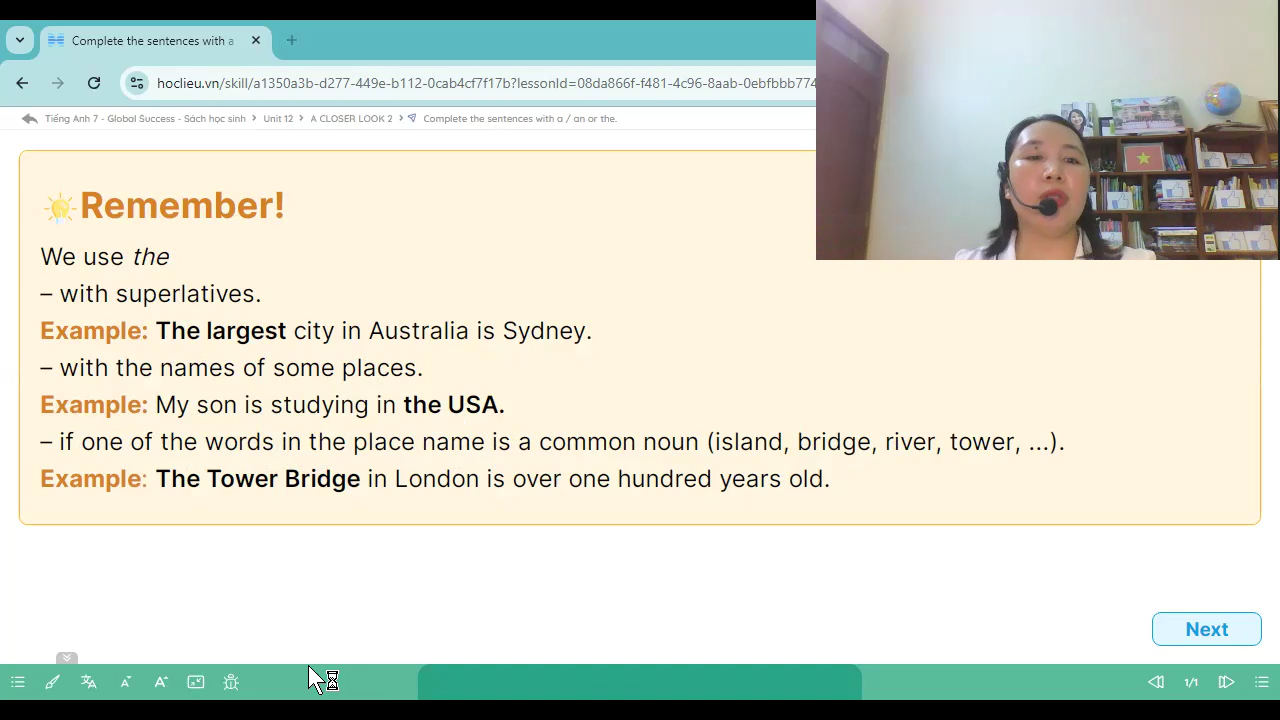 Complete the sentences with a
hoclieu.vn/skill/a1350a3b-d277-449e-b112-0cab4cf7f17b?lessonId=08da866f-f481-4c96-8aab-0ebfbbb774
Tiếng Anh 7 - Global Success - Sách học sinh > Unit 12 > A CLOSER LOOK 2 > Complete the sentences with a / an or the.
Remember!
We use the
– with superlatives.
Example: The largest city in Australia is Sydney.
– with the names of some places.
Example: My son is studying in the USA.
– if one of the words in the place name is a common noun (island, bridge, river, tower, ...).
Example: The Tower Bridge in London is over one hundred years old.
Next
1/1